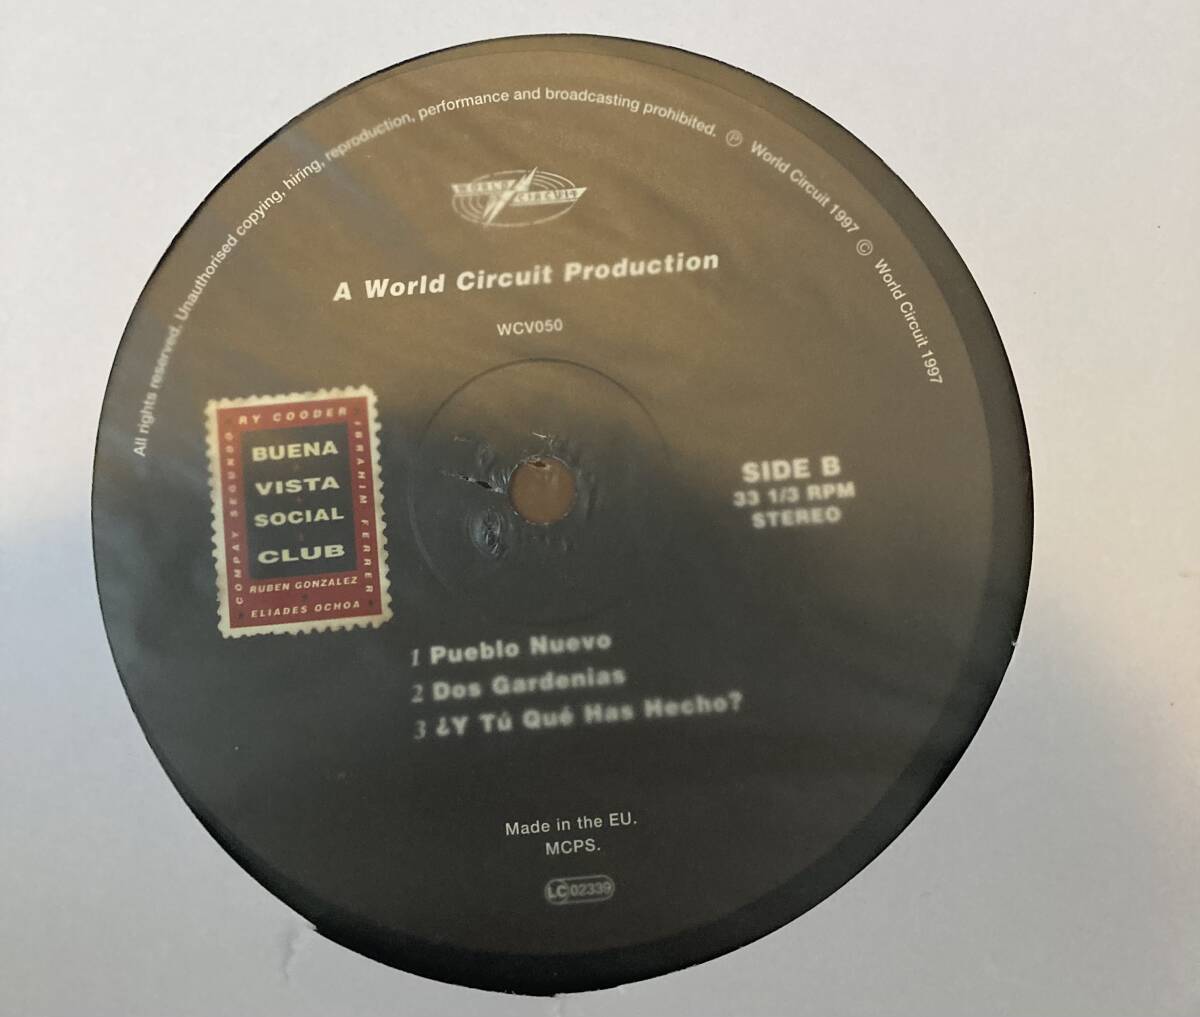 All rights reserved. Unauthorised copying, hiring, reproduction, performance and broadcasting prohibited. ℗ World Circuit 1997 © World Circuit 1997
WORLD
CIRCUIT
A World Circuit Production
WCV050
RY COODER
COMPAY SEGUNDO
IBRAHIM FERRER
BUENA
VISTA
SOCIAL
CLUB
RUBEN GONZALEZ
ELIADES OCHOA
SIDE B
33 1/3 RPM
STEREO
1 Pueblo Nuevo
2 Dos Gardenias
3 ¿Y Tú Qué Has Hecho?
Made in the EU.
MCPS.
LC 02339